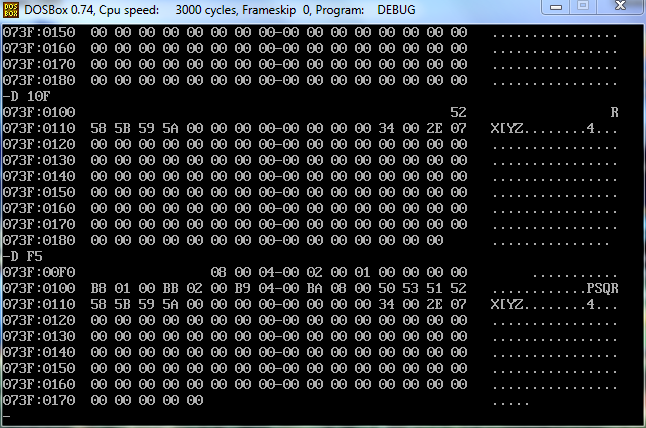 DOSBox 0.74, Cpu speed:    3000 cycles, Frameskip  0, Program:    DEBUG
073F:0150  00 00 00 00 00 00 00 00-00 00 00 00 00 00 00 00   ................
073F:0160  00 00 00 00 00 00 00 00-00 00 00 00 00 00 00 00   ................
073F:0170  00 00 00 00 00 00 00 00-00 00 00 00 00 00 00 00   ................
073F:0180  00 00 00 00 00 00 00 00-00 00 00 00 00 00 00 00   ................
-D 10F
073F:0100                                               52                  R
073F:0110  58 5B 59 5A 00 00 00 00-00 00 00 00 34 00 2E 07   X[YZ........4...
073F:0120  00 00 00 00 00 00 00 00-00 00 00 00 00 00 00 00   ................
073F:0130  00 00 00 00 00 00 00 00-00 00 00 00 00 00 00 00   ................
073F:0140  00 00 00 00 00 00 00 00-00 00 00 00 00 00 00 00   ................
073F:0150  00 00 00 00 00 00 00 00-00 00 00 00 00 00 00 00   ................
073F:0160  00 00 00 00 00 00 00 00-00 00 00 00 00 00 00 00   ................
073F:0170  00 00 00 00 00 00 00 00-00 00 00 00 00 00 00 00   ................
073F:0180  00 00 00 00 00 00 00 00-00 00 00 00 00 00 00      ...............
-D F5
073F:00F0                 08 00 04-00 02 00 01 00 00 00 00        ...........
073F:0100  B8 01 00 BB 02 00 B9 04-00 BA 08 00 50 53 51 52   ............PSQR
073F:0110  58 5B 59 5A 00 00 00 00-00 00 00 00 34 00 2E 07   X[YZ........4...
073F:0120  00 00 00 00 00 00 00 00-00 00 00 00 00 00 00 00   ................
073F:0130  00 00 00 00 00 00 00 00-00 00 00 00 00 00 00 00   ................
073F:0140  00 00 00 00 00 00 00 00-00 00 00 00 00 00 00 00   ................
073F:0150  00 00 00 00 00 00 00 00-00 00 00 00 00 00 00 00   ................
073F:0160  00 00 00 00 00 00 00 00-00 00 00 00 00 00 00 00   ................
073F:0170  00 00 00 00 00                                    .....
-